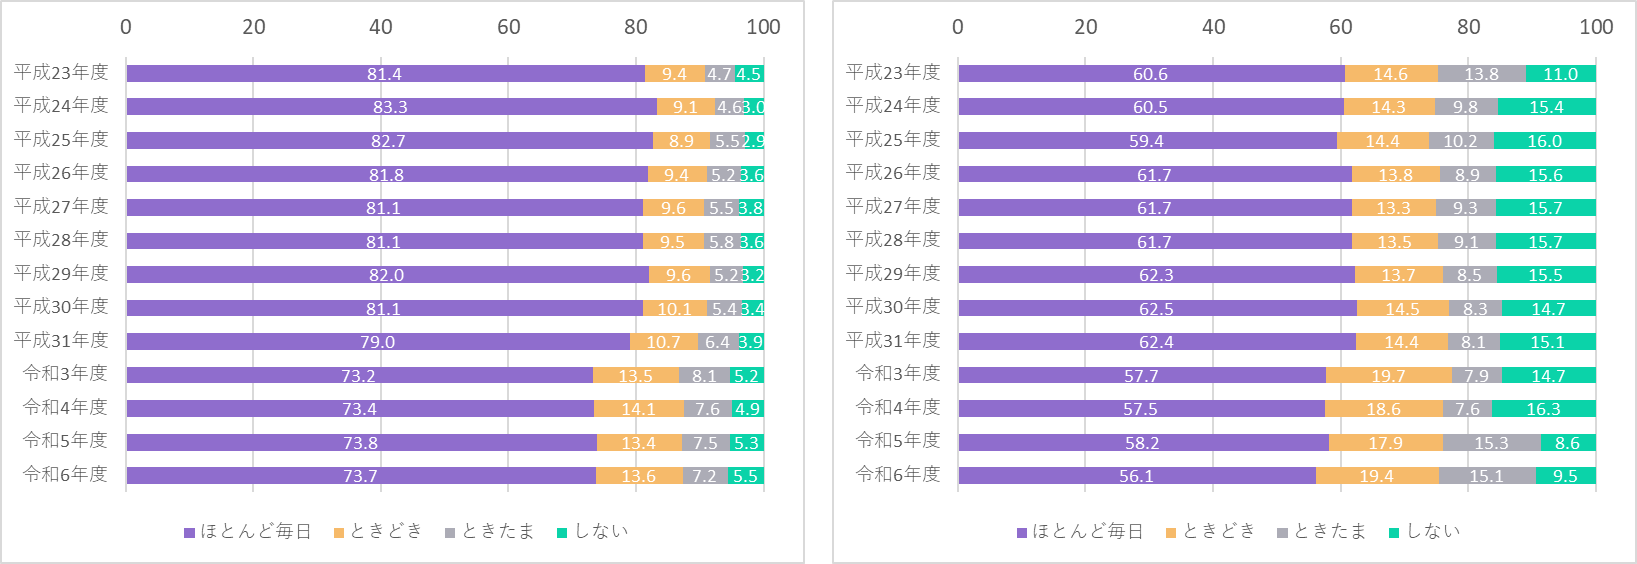 0 20 40 60 80 100
平成23年度 81.4 9.4 4.7 4.5
平成24年度 83.3 9.1 4.6 3.0
平成25年度 82.7 8.9 5.5 2.9
平成26年度 81.8 9.4 5.2 3.6
平成27年度 81.1 9.6 5.5 3.8
平成28年度 81.1 9.5 5.8 3.6
平成29年度 82.0 9.6 5.2 3.2
平成30年度 81.1 10.1 5.4 3.4
平成31年度 79.0 10.7 6.4 3.9
令和3年度 73.2 13.5 8.1 5.2
令和4年度 73.4 14.1 7.6 4.9
令和5年度 73.8 13.4 7.5 5.3
令和6年度 73.7 13.6 7.2 5.5
ほとんど毎日 ときどき ときたま しない
0 20 40 60 80 100
平成23年度 60.6 14.6 13.8 11.0
平成24年度 60.5 14.3 9.8 15.4
平成25年度 59.4 14.4 10.2 16.0
平成26年度 61.7 13.8 8.9 15.6
平成27年度 61.7 13.3 9.3 15.7
平成28年度 61.7 13.5 9.1 15.7
平成29年度 62.3 13.7 8.5 15.5
平成30年度 62.5 14.5 8.3 14.7
平成31年度 62.4 14.4 8.1 15.1
令和3年度 57.7 19.7 7.9 14.7
令和4年度 57.5 18.6 7.6 16.3
令和5年度 58.2 17.9 15.3 8.6
令和6年度 56.1 19.4 15.1 9.5
ほとんど毎日 ときどき ときたま しない